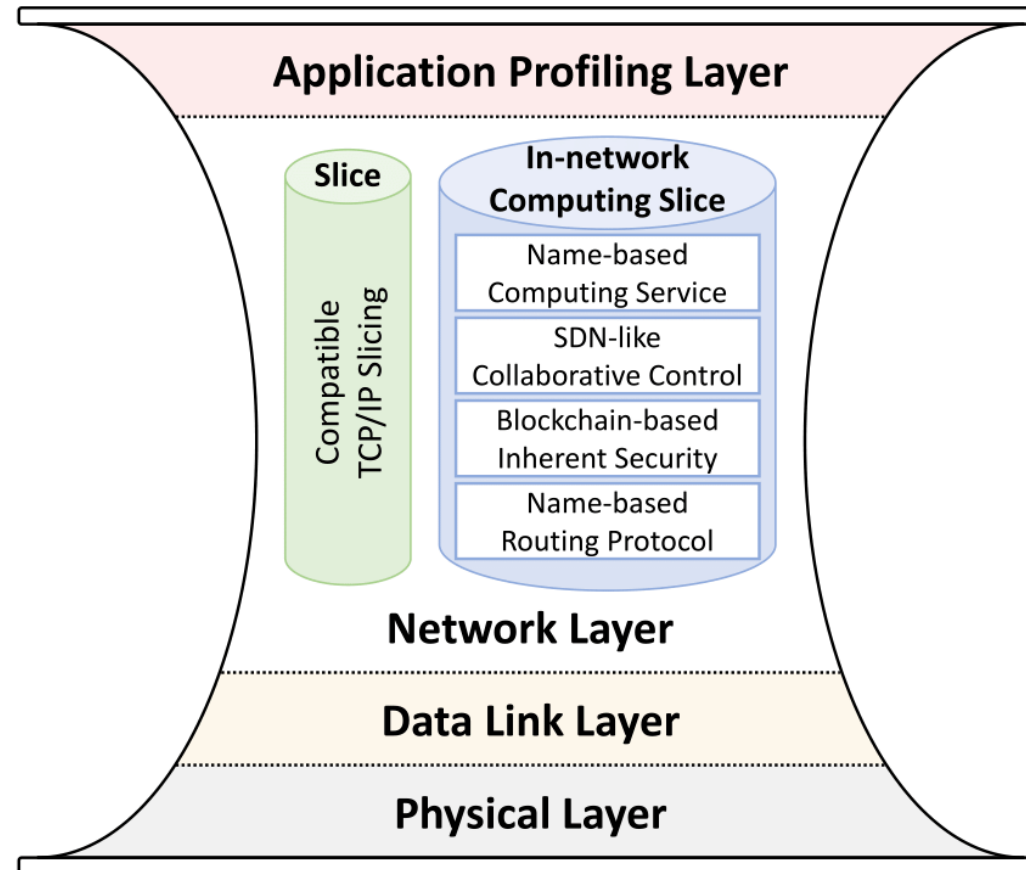 Application Profiling Layer
Slice
Compatible
TCP/IP Slicing
In-network
Computing Slice
Name-based
Computing Service
SDN-like
Collaborative Control
Blockchain-based
Inherent Security
Name-based
Routing Protocol
Network Layer
Data Link Layer
Physical Layer